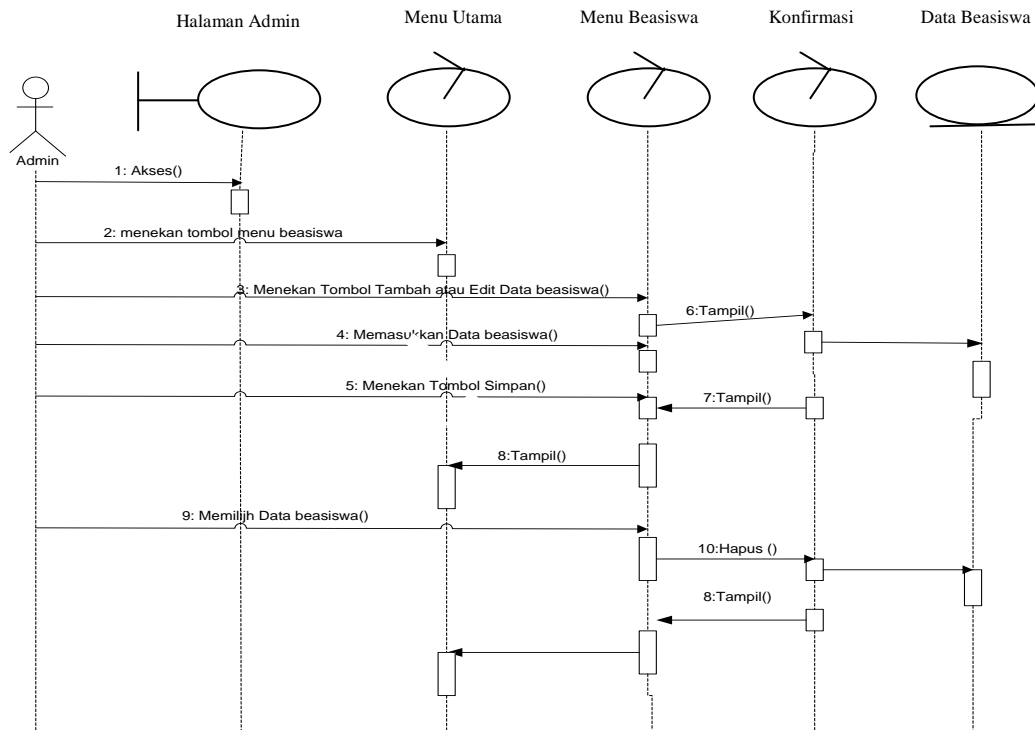 Halaman Admin
Menu Utama
Menu Beasiswa
Konfirmasi
Data Beasiswa
Admin
1: Akses()
2: menekan tombol menu beasiswa
3: Menekan Tombol Tambah atau Edit Data beasiswa()
6:Tampil()
4: Memasukkan Data beasiswa()
5: Menekan Tombol Simpan()
7:Tampil()
8:Tampil()
9: Memilih Data beasiswa()
10:Hapus ()
8:Tampil()